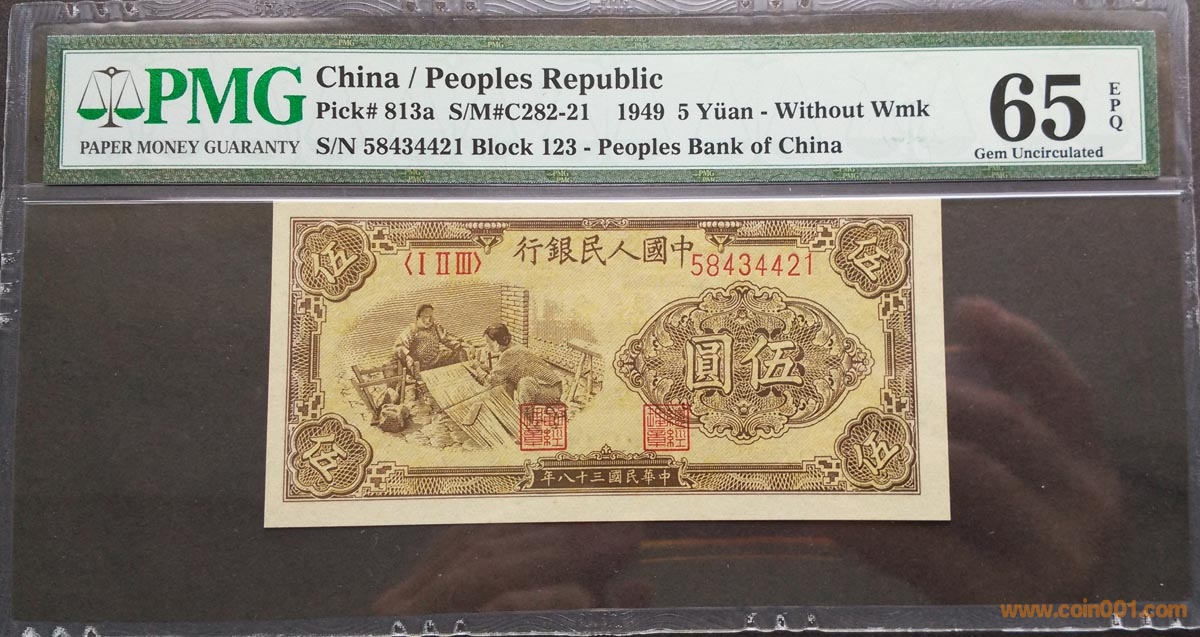 PMG
PAPER MONEY GUARANTY
China / Peoples Republic
Pick# 813a S/M#C282-21 1949 5 Yüan - Without Wmk
S/N 58434421 Block 123 - Peoples Bank of China
65
EPQ
Gem Uncirculated
行銀民人國中
〈I II III〉
58434421
伍
伍
圓伍
伍
伍
年八十三國民華中
www.coin001.com